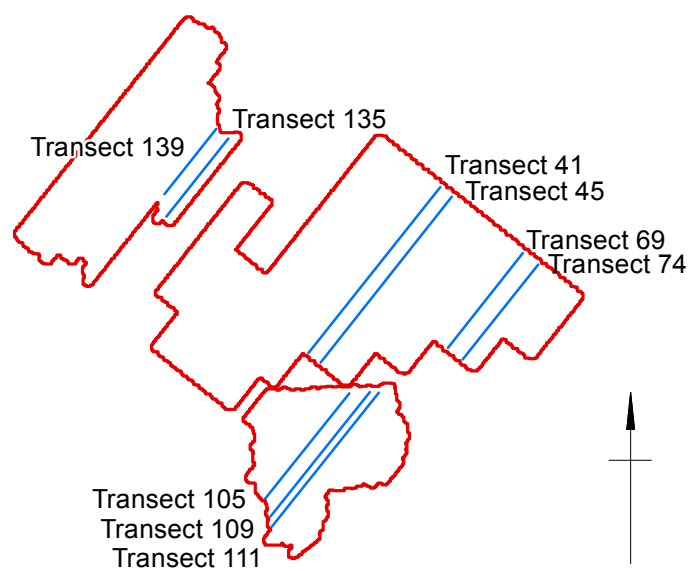 Transect 135
Transect 139
Transect 41
Transect 45
Transect 69
Transect 74
Transect 105
Transect 109
Transect 111